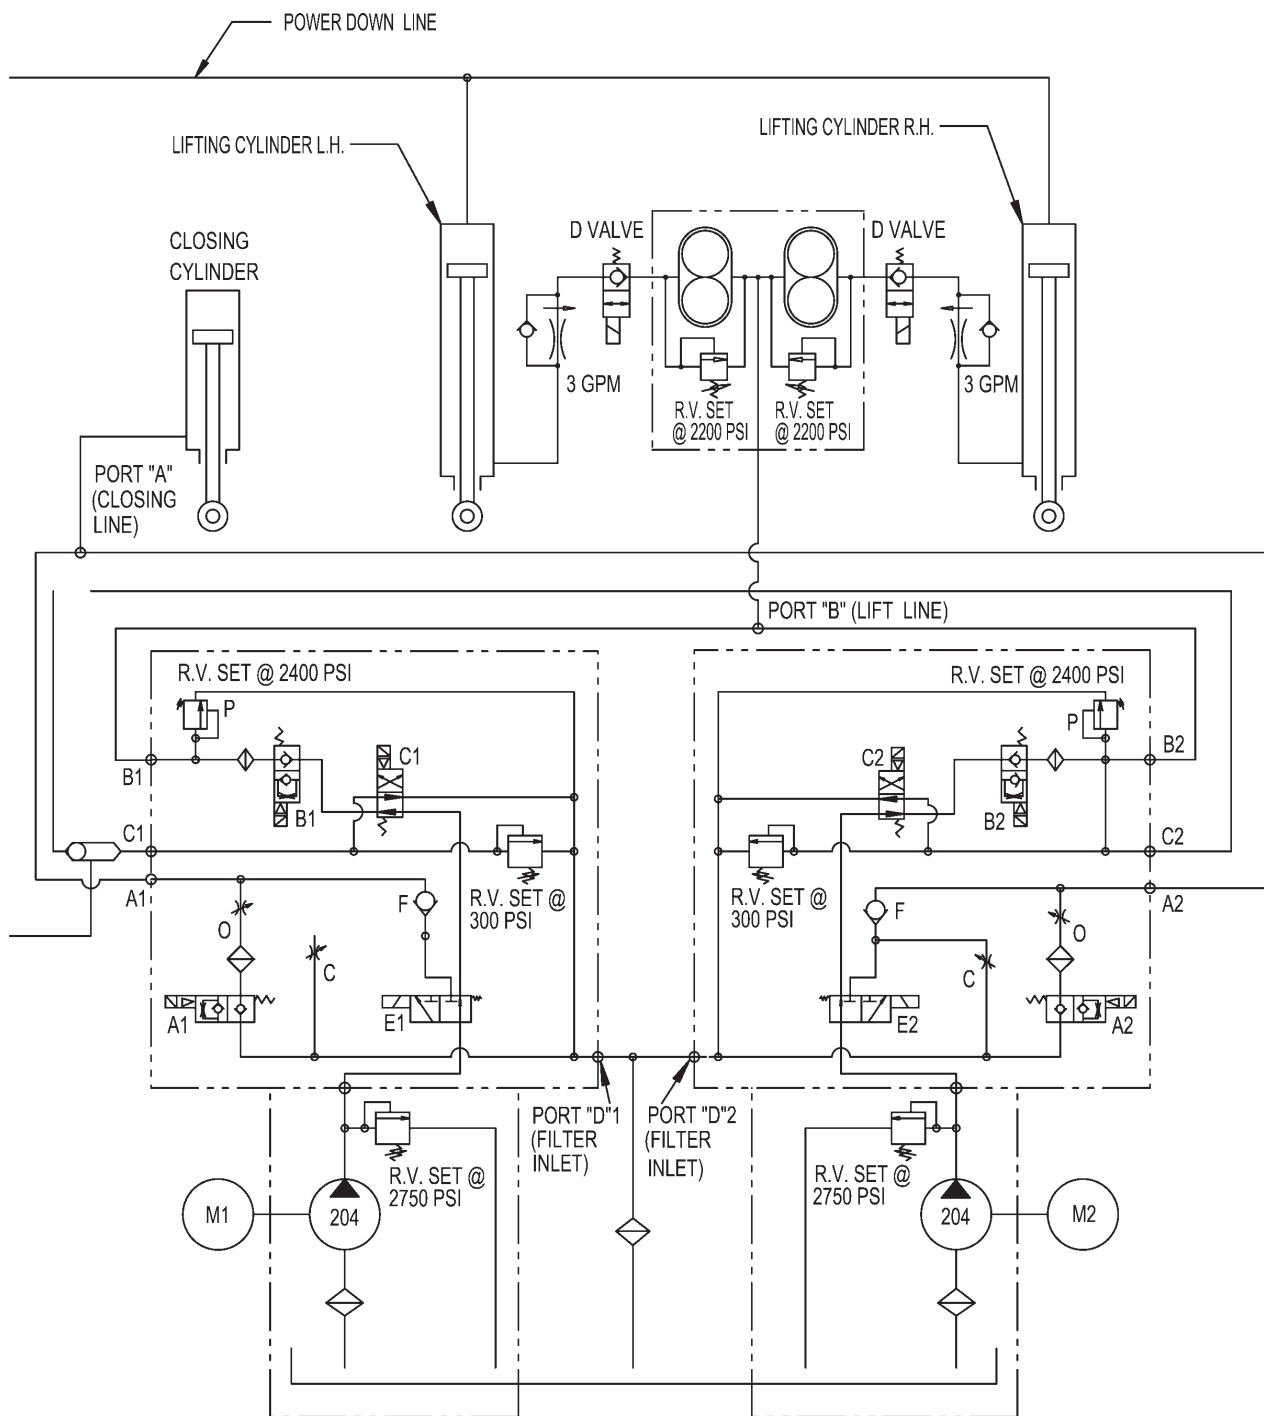 POWER DOWN LINE
LIFTING CYLINDER L.H.
LIFTING CYLINDER R.H.
CLOSING
CYLINDER
D VALVE
D VALVE
3 GPM
3 GPM
R.V. SET
@ 2200 PSI
R.V. SET
@ 2200 PSI
PORT "A"
(CLOSING
LINE)
PORT "B" (LIFT LINE)
R.V. SET @ 2400 PSI
R.V. SET @ 2400 PSI
P
P
C1
C2
B1
B2
B1
B2
C1
C2
A1
A2
F
R.V. SET @
300 PSI
R.V. SET @
300 PSI
F
O
O
C
C
A1
E1
E2
A2
PORT "D"1
(FILTER
INLET)
PORT "D"2
(FILTER
INLET)
R.V. SET @
2750 PSI
R.V. SET @
2750 PSI
M1
204
204
M2